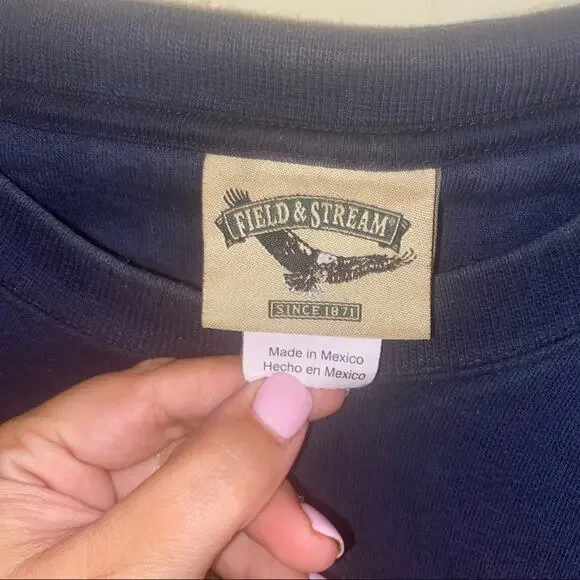 FIELD & STREAM®
SINCE 1871
Made in Mexico
Hecho en Mexico